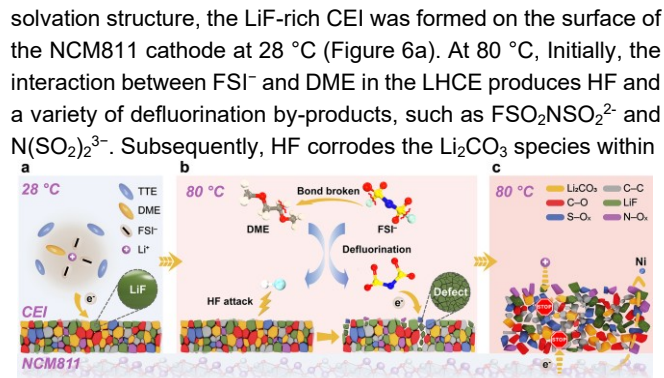 solvation structure, the LiF-rich CEI was formed on the surface of
the NCM811 cathode at 28 °C (Figure 6a). At 80 °C, Initially, the
interaction between FSI⁻ and DME in the LHCE produces HF and
a variety of defluorination by-products, such as FSO₂NSO₂²⁻ and
N(SO₂)₂³⁻. Subsequently, HF corrodes the Li₂CO₃ species within
a
28 °C
TTE
DME
FSI⁻
Li⁺
e⁻
LiF
CEI
NCM811
b
80 °C
Bond broken
DME
FSI⁻
Defluorination
HF attack
e⁻
Defect
c
80 °C
Li₂CO₃
C–C
C–O
LiF
S–Oₓ
N–Oₓ
Ni
STOP
STOP
e⁻